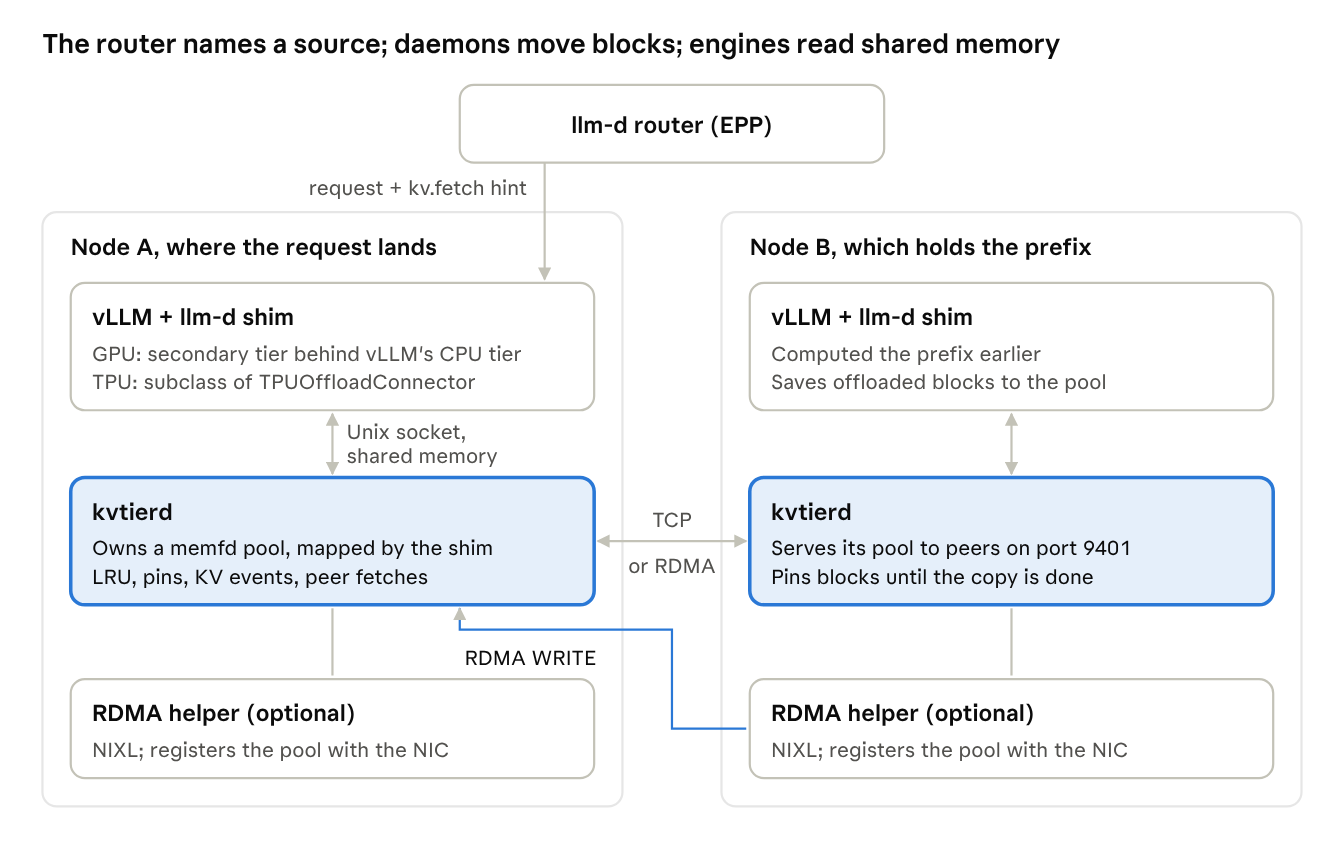 The router names a source; daemons move blocks; engines read shared memory
llm-d router (EPP)
request + kv.fetch hint
Node A, where the request lands
vLLM + llm-d shim
GPU: secondary tier behind vLLM's CPU tier
TPU: subclass of TPUOffloadConnector
Unix socket,
shared memory
kvtierd
Owns a memfd pool, mapped by the shim
LRU, pins, KV events, peer fetches
RDMA helper (optional)
NIXL; registers the pool with the NIC
TCP
or RDMA
RDMA WRITE
Node B, which holds the prefix
vLLM + llm-d shim
Computed the prefix earlier
Saves offloaded blocks to the pool
kvtierd
Serves its pool to peers on port 9401
Pins blocks until the copy is done
RDMA helper (optional)
NIXL; registers the pool with the NIC